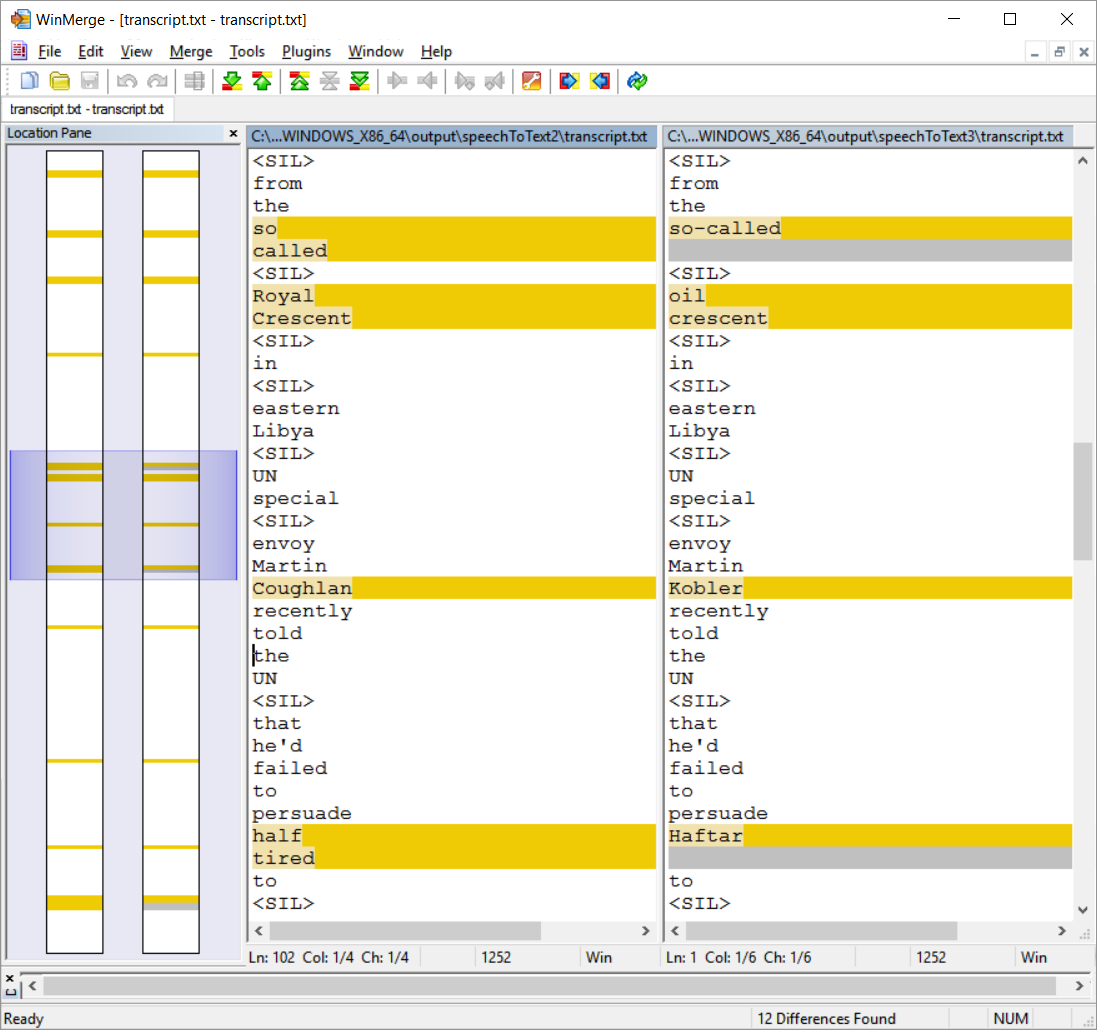 WinMerge - [transcript.txt - transcript.txt]
File Edit View Merge Tools Plugins Window Help
transcript.txt - transcript.txt
Location Pane
C:\...WINDOWS_X86_64\output\speechToText2\transcript.txt
<SIL>
from
the
so
called
<SIL>
Royal
Crescent
<SIL>
in
<SIL>
eastern
Libya
<SIL>
UN
special
<SIL>
envoy
Martin
Coughlan
recently
told
the
UN
<SIL>
that
he'd
failed
to
persuade
half
tired
to
<SIL>
Ln: 102 Col: 1/4 Ch: 1/4 1252 Win
C:\...WINDOWS_X86_64\output\speechToText3\transcript.txt
<SIL>
from
the
so-called
<SIL>
oil
crescent
<SIL>
in
<SIL>
eastern
Libya
<SIL>
UN
special
<SIL>
envoy
Martin
Kobler
recently
told
the
UN
<SIL>
that
he'd
failed
to
persuade
Haftar
to
<SIL>
Ln: 1 Col: 1/6 Ch: 1/6 1252 Win
Ready 12 Differences Found NUM